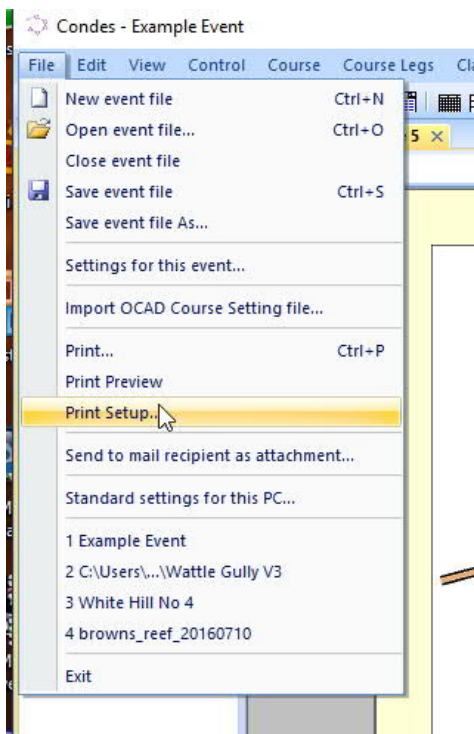 Condes - Example Event
File Edit View Control Course Course Legs
New event file Ctrl+N
Open event file... Ctrl+O
5 ×
Close event file
Save event file Ctrl+S
Save event file As...
Settings for this event...
Import OCAD Course Setting file...
Print... Ctrl+P
Print Preview
Print Setup...
Send to mail recipient as attachment...
Standard settings for this PC...
1 Example Event
2 C:\Users\...\Wattle Gully V3
3 White Hill No 4
4 browns_reef_20160710
Exit